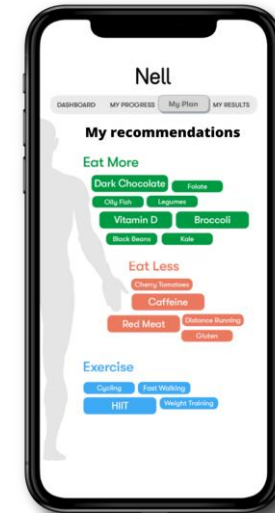 Nell
DASHBOARD MY PROGRESS My Plan MY RESULTS
My recommendations
Eat More
Dark Chocolate Folate
Oily Fish Legumes
Vitamin D Broccoli
Black Beans Kale
Eat Less
Cherry Tomatoes
Caffeine
Red Meat Distance Running
Gluten
Exercise
Cycling Fast Walking
HIIT Weight Training